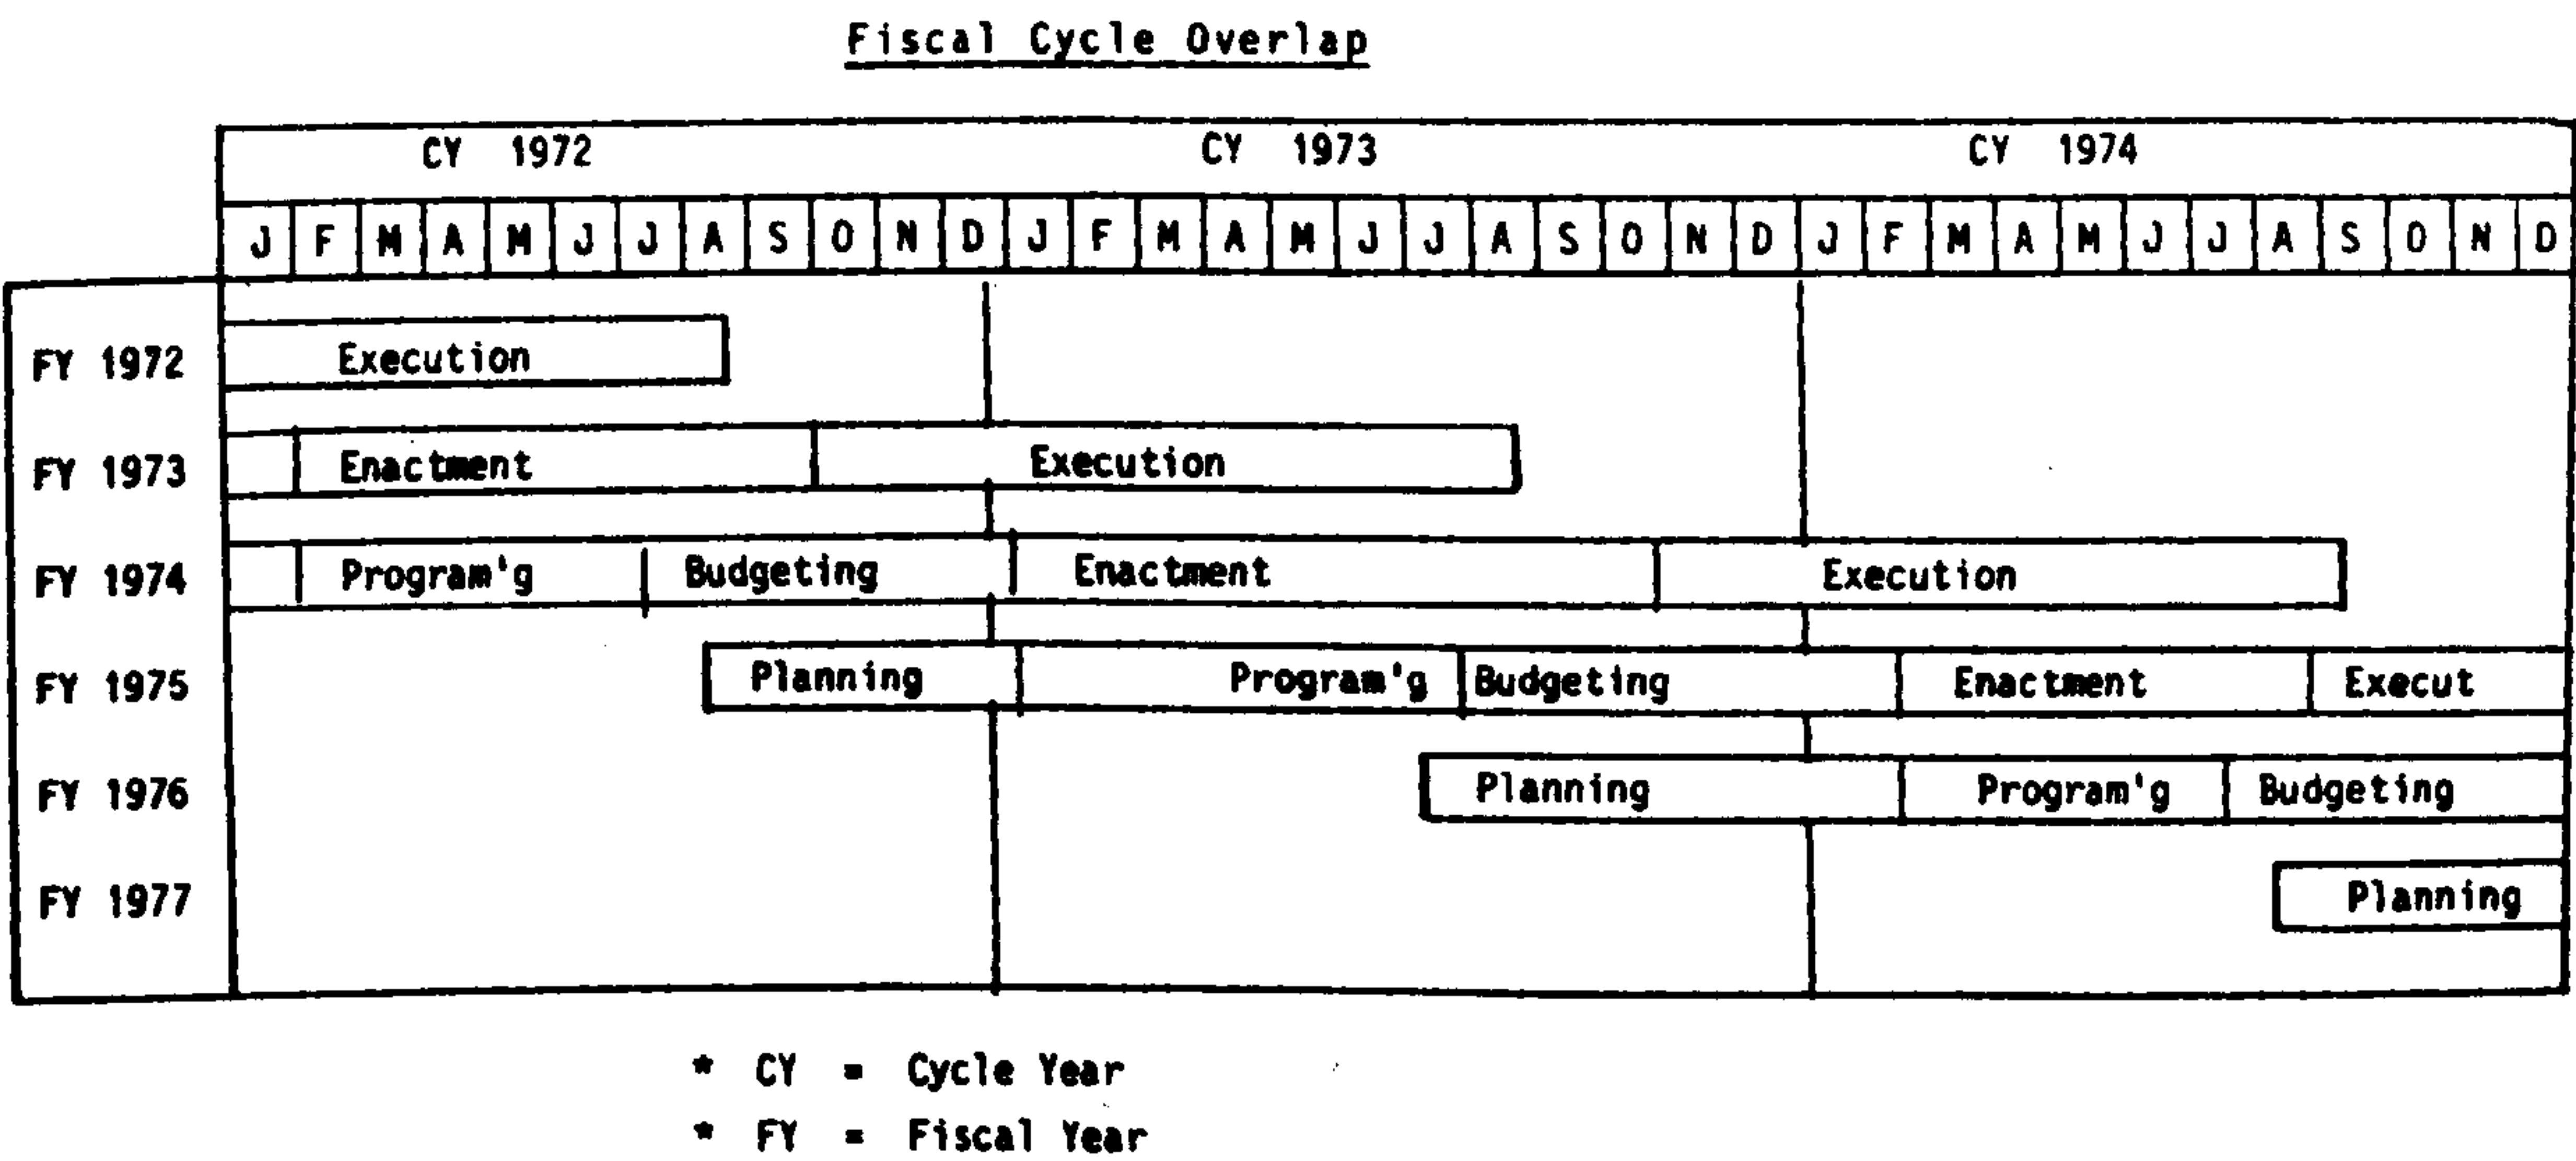 Fiscal Cycle Overlap
CY 1972 CY 1973 CY 1974
J F M A M J J A S O N D J F M A M J J A S O N D J F M A M J J A S O N D
FY 1972 Execution
FY 1973 Enactment Execution
FY 1974 Program'g Budgeting Enactment Execution
FY 1975 Planning Program'g Budgeting Enactment Execut
FY 1976 Planning Program'g Budgeting
FY 1977 Planning
* CY = Cycle Year
* FY = Fiscal Year